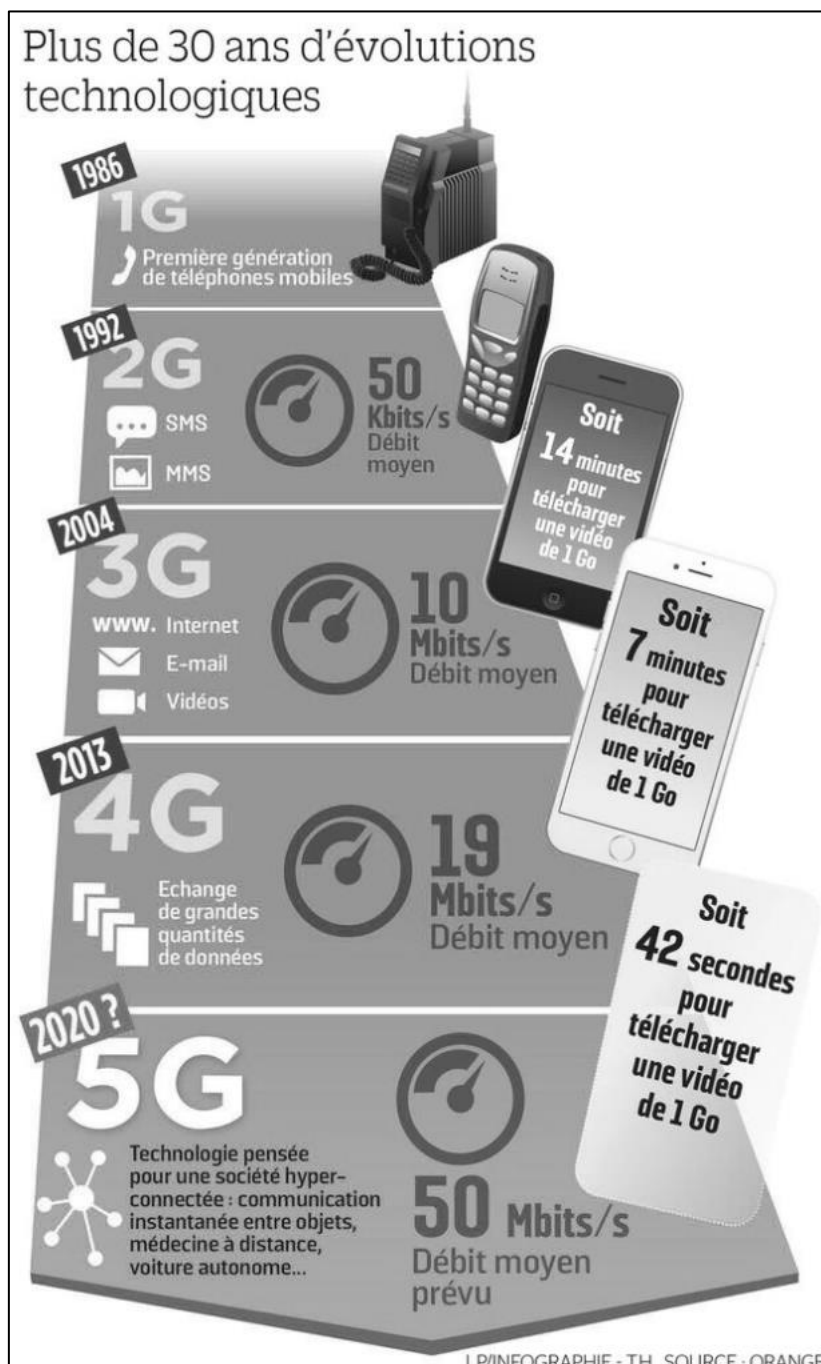 Plus de 30 ans d'évolutions
technologiques
1986
1G
Première génération
de téléphones mobiles
1992
2G
SMS
MMS
50
Kbits/s
Débit
moyen
2004
3G
www. Internet
E-mail
Vidéos
10
Mbits/s
Débit moyen
Soit
14 minutes
pour
télécharger
une vidéo
de 1 Go
2013
4G
Echange
de grandes
quantités
de données
19
Mbits/s
Débit moyen
Soit
7 minutes
pour
télécharger
une vidéo
de 1 Go
2020 ?
5G
Technologie pensée
pour une société hyper-
connectée : communication
instantanée entre objets,
médecine à distance,
voiture autonome...
50 Mbits/s
Débit moyen
prévu
Soit
42 secondes
pour
télécharger
une vidéo
de 1 Go
LP/INFOGRAPHIE - T.H. SOURCE : ORANGE